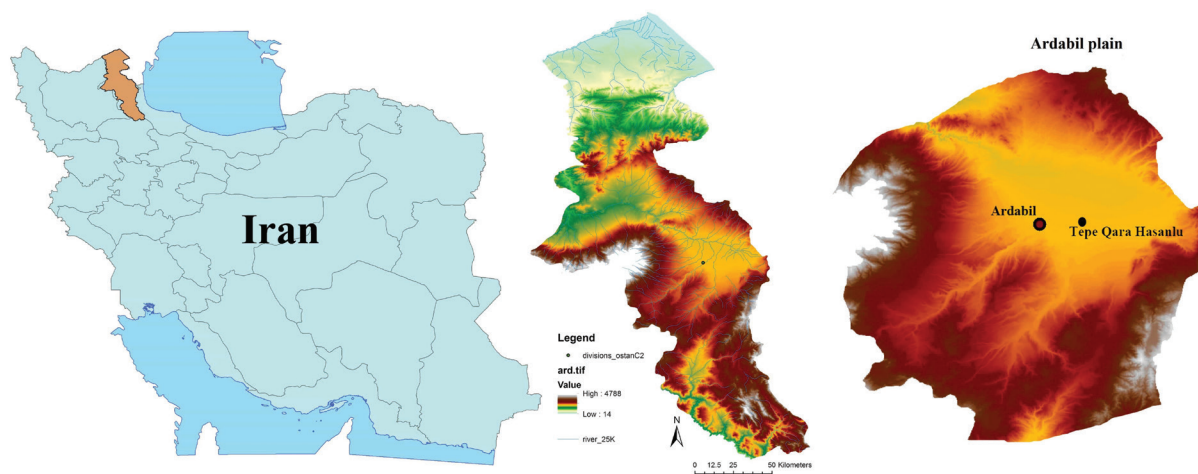 Iran
Legend
divisions_ostanC2
ard.tif
Value
High : 4788
Low : 14
river_25K
N
0 12.5 25 50 Kilometers
Ardabil plain
Ardabil
Tepe Qara Hasanlu